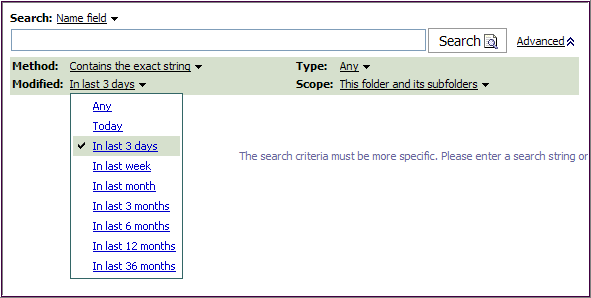 Search: Name field
Search Advanced
Method: Contains the exact string Type: Any
Modified: In last 3 days Scope: This folder and its subfolders
Any
Today
In last 3 days
In last week
In last month
In last 3 months
In last 6 months
In last 12 months
In last 36 months
The search criteria must be more specific. Please enter a search string or